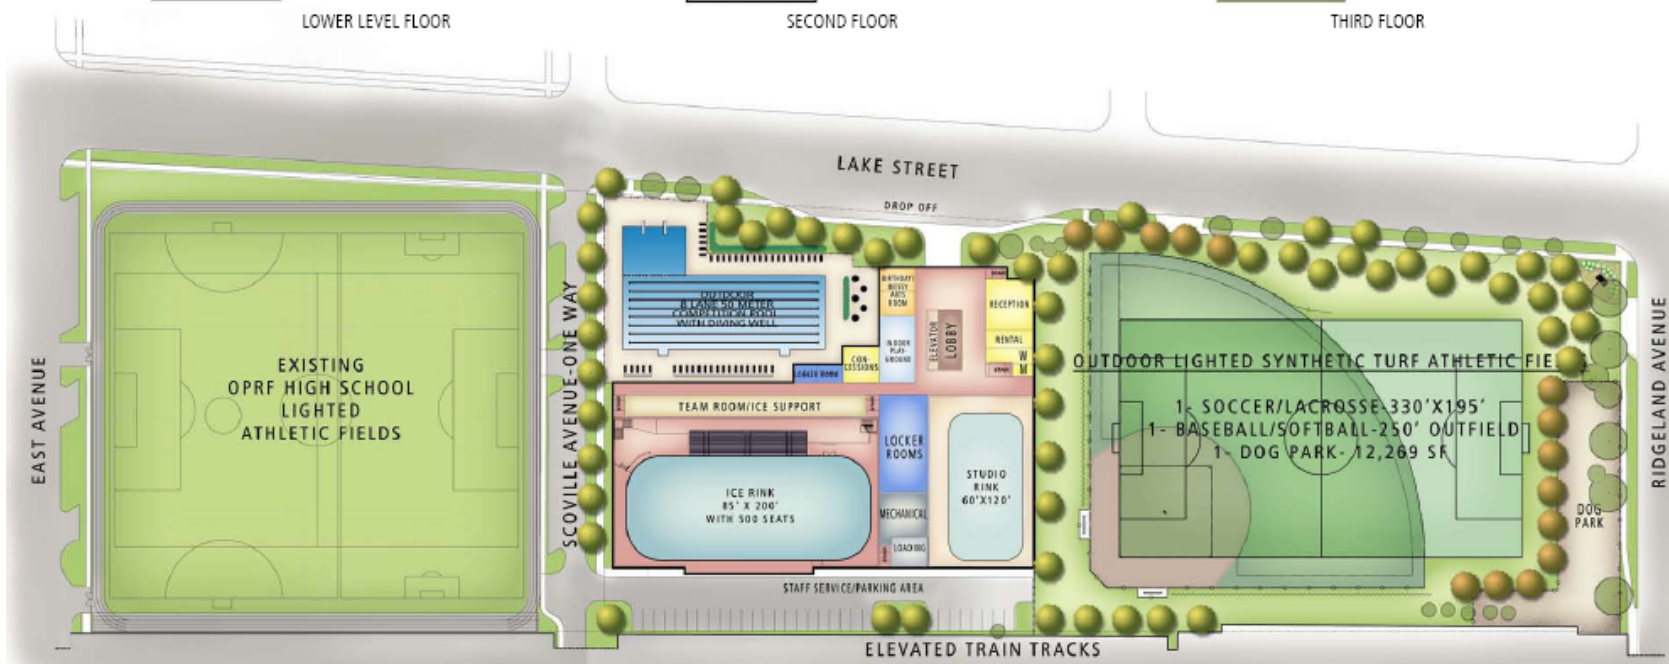 LOWER LEVEL FLOOR
SECOND FLOOR
THIRD FLOOR
LAKE STREET
DROP OFF
EAST AVENUE
EXISTING
OPRF HIGH SCHOOL
LIGHTED
ATHLETIC FIELDS
SCOVILLE AVENUE-ONE WAY
OUTDOOR
8 LANE 50 METER
COMPETITION POOL
WITH DIVING WELL
LOCKER ROOM
CON-
CESSIONS
BIRTHDAY/
MESSY
ARTS
ROOM
INDOOR
PLAY-
GROUND
ELEVATOR
LOBBY
RECEPTION
RENTAL
W
M
TEAM ROOM/ICE SUPPORT
ICE RINK
85' X 200'
WITH 500 SEATS
LOCKER
ROOMS
MECHANICAL
LOADING
STUDIO
RINK
60'X120'
STAFF SERVICE/PARKING AREA
OUTDOOR LIGHTED SYNTHETIC TURF ATHLETIC FIE
1- SOCCER/LACROSSE-330'X195'
1- BASEBALL/SOFTBALL-250' OUTFIELD
1- DOG PARK- 12,269 SF
DOG
PARK
RIDGELAND AVENUE
ELEVATED TRAIN TRACKS